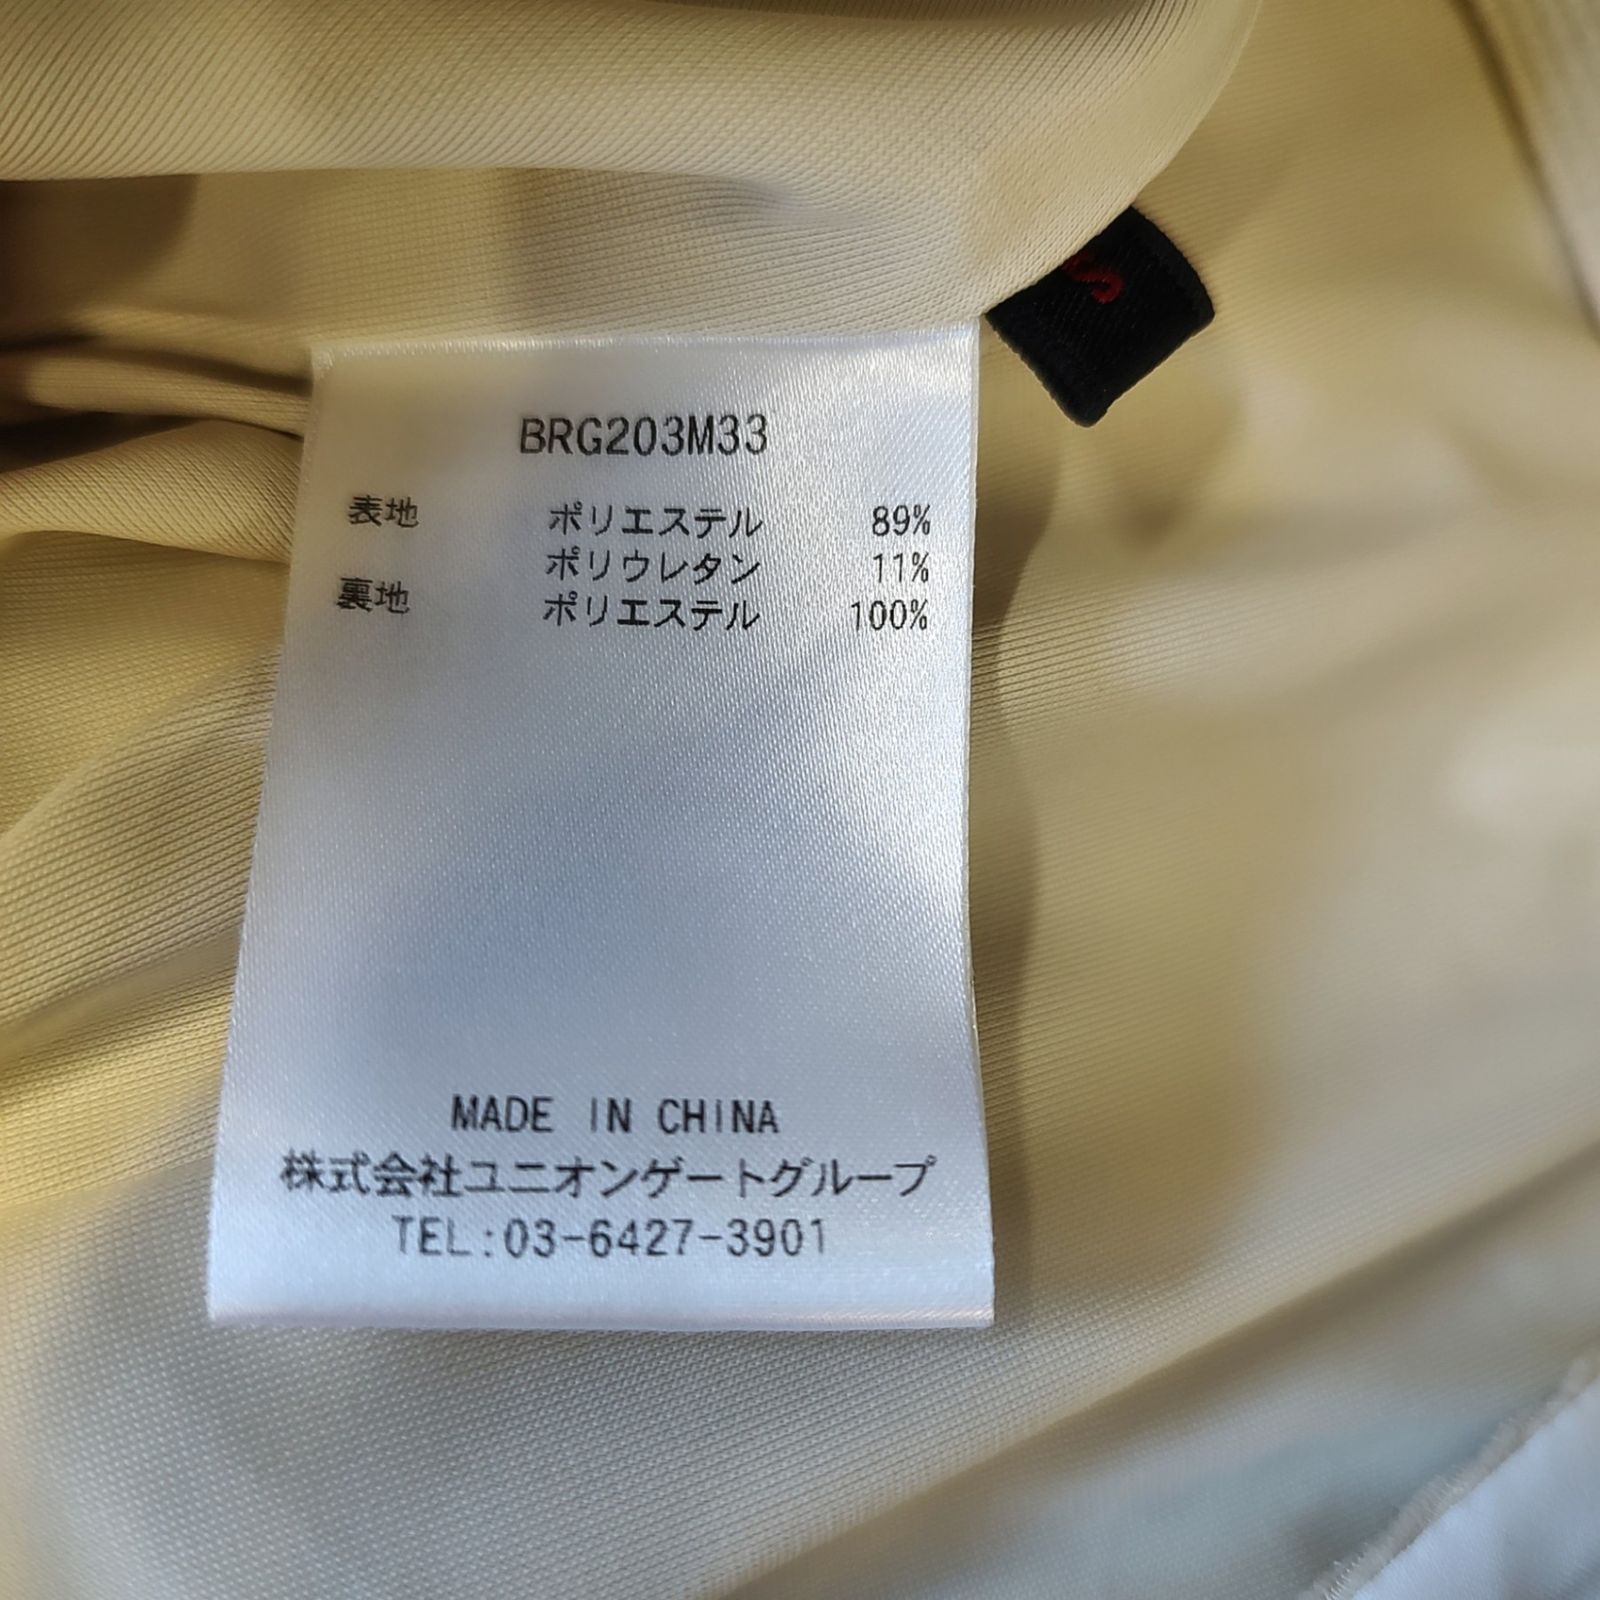 S
BRG203M33
表地 ポリエステル 89%
ポリウレタン 11%
裏地 ポリエステル 100%
MADE IN CHINA
株式会社ユニオンゲートグループ
TEL:03-6427-3901